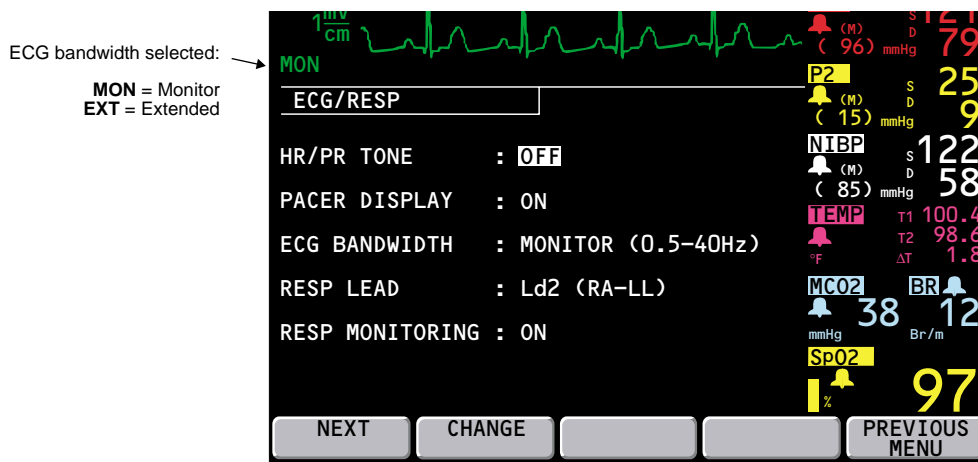 ECG bandwidth selected:
MON = Monitor
EXT = Extended
1 mV
cm
MON
ECG/RESP
HR/PR TONE : OFF
PACER DISPLAY : ON
ECG BANDWIDTH : MONITOR (0.5–40Hz)
RESP LEAD : Ld2 (RA–LL)
RESP MONITORING : ON
S 121
(M) D 79
( 96) mmHg
P2
S 25
(M) D 9
( 15) mmHg
NIBP
S 122
(M) D 58
( 85) mmHg
TEMP T1 100.4
T2 98.6
°F ΔT 1.8
MCO2 BR
38 12
mmHg Br/m
SpO2
% 97
NEXT CHANGE PREVIOUS MENU